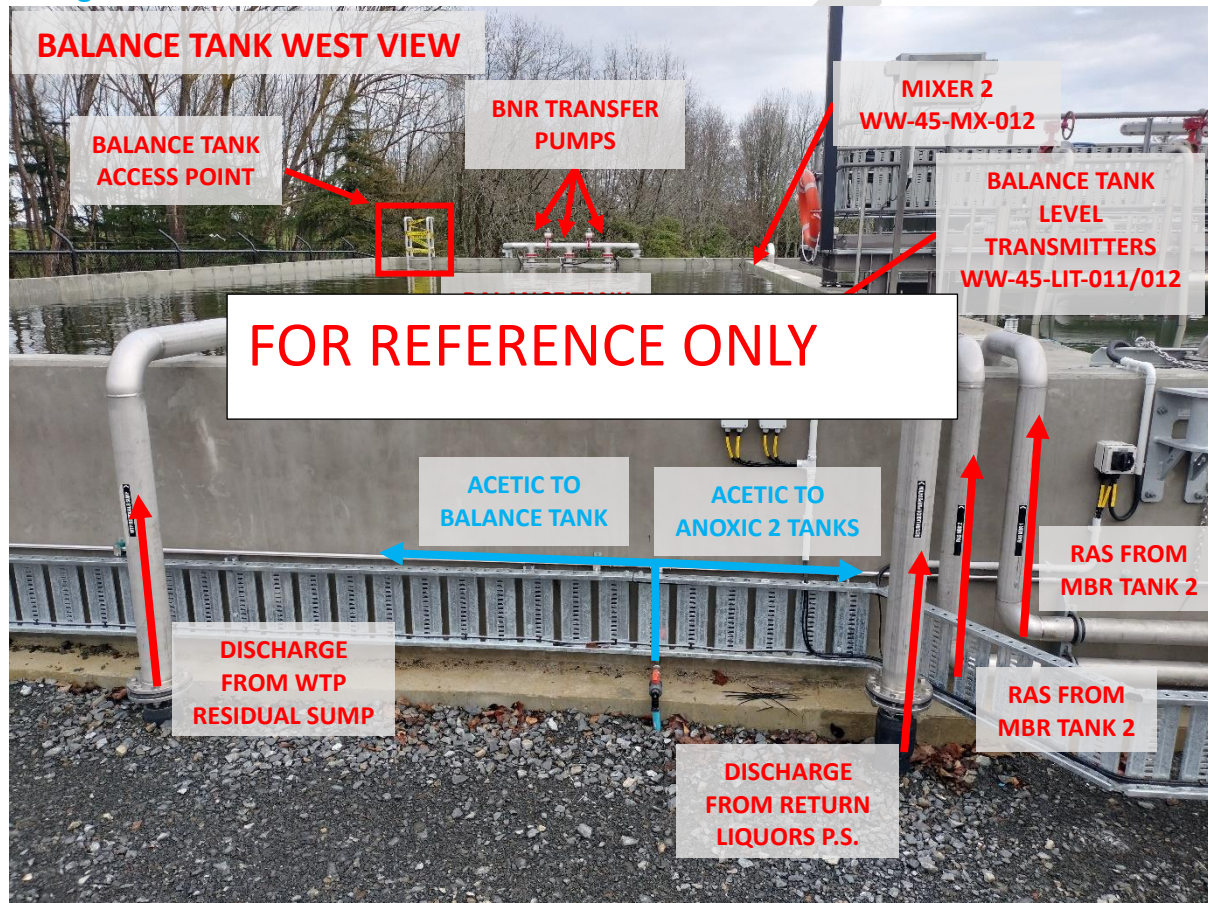 BALANCE TANK WEST VIEW
BALANCE TANK
ACCESS POINT
BNR TRANSFER
PUMPS
MIXER 2
WW-45-MX-012
BALANCE TANK
LEVEL
TRANSMITTERS
WW-45-LIT-011/012
FOR REFERENCE ONLY
ACETIC TO
BALANCE TANK
ACETIC TO
ANOXIC 2 TANKS
RAS FROM
MBR TANK 2
RAS FROM
MBR TANK 2
DISCHARGE
FROM WTP
RESIDUAL SUMP
DISCHARGE
FROM RETURN
LIQUORS P.S.